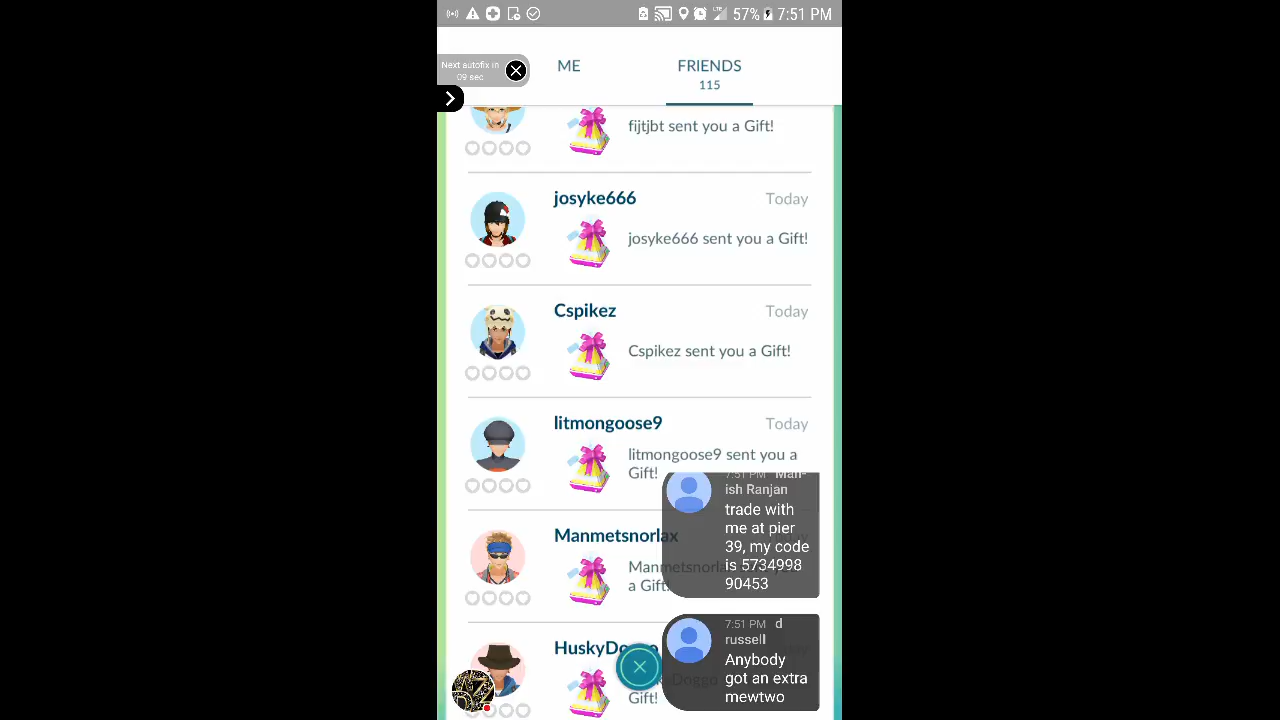 LTE 57% 7:51 PM
Next autofix in
09 sec
ME
FRIENDS
115
fijtjbt sent you a Gift!
josyke666
Today
josyke666 sent you a Gift!
Cspikez
Today
Cspikez sent you a Gift!
litmongoose9
Today
litmongoose9 sent you a
Gift!
Manmetsnorlax
Manmetsnorla
a Gift!
HuskyDo
Gift!
7:51 PM Man-
ish Ranjan
trade with
me at pier
39, my code
is 5734998
90453
7:51 PM d
russell
Anybody
got an extra
mewtwo